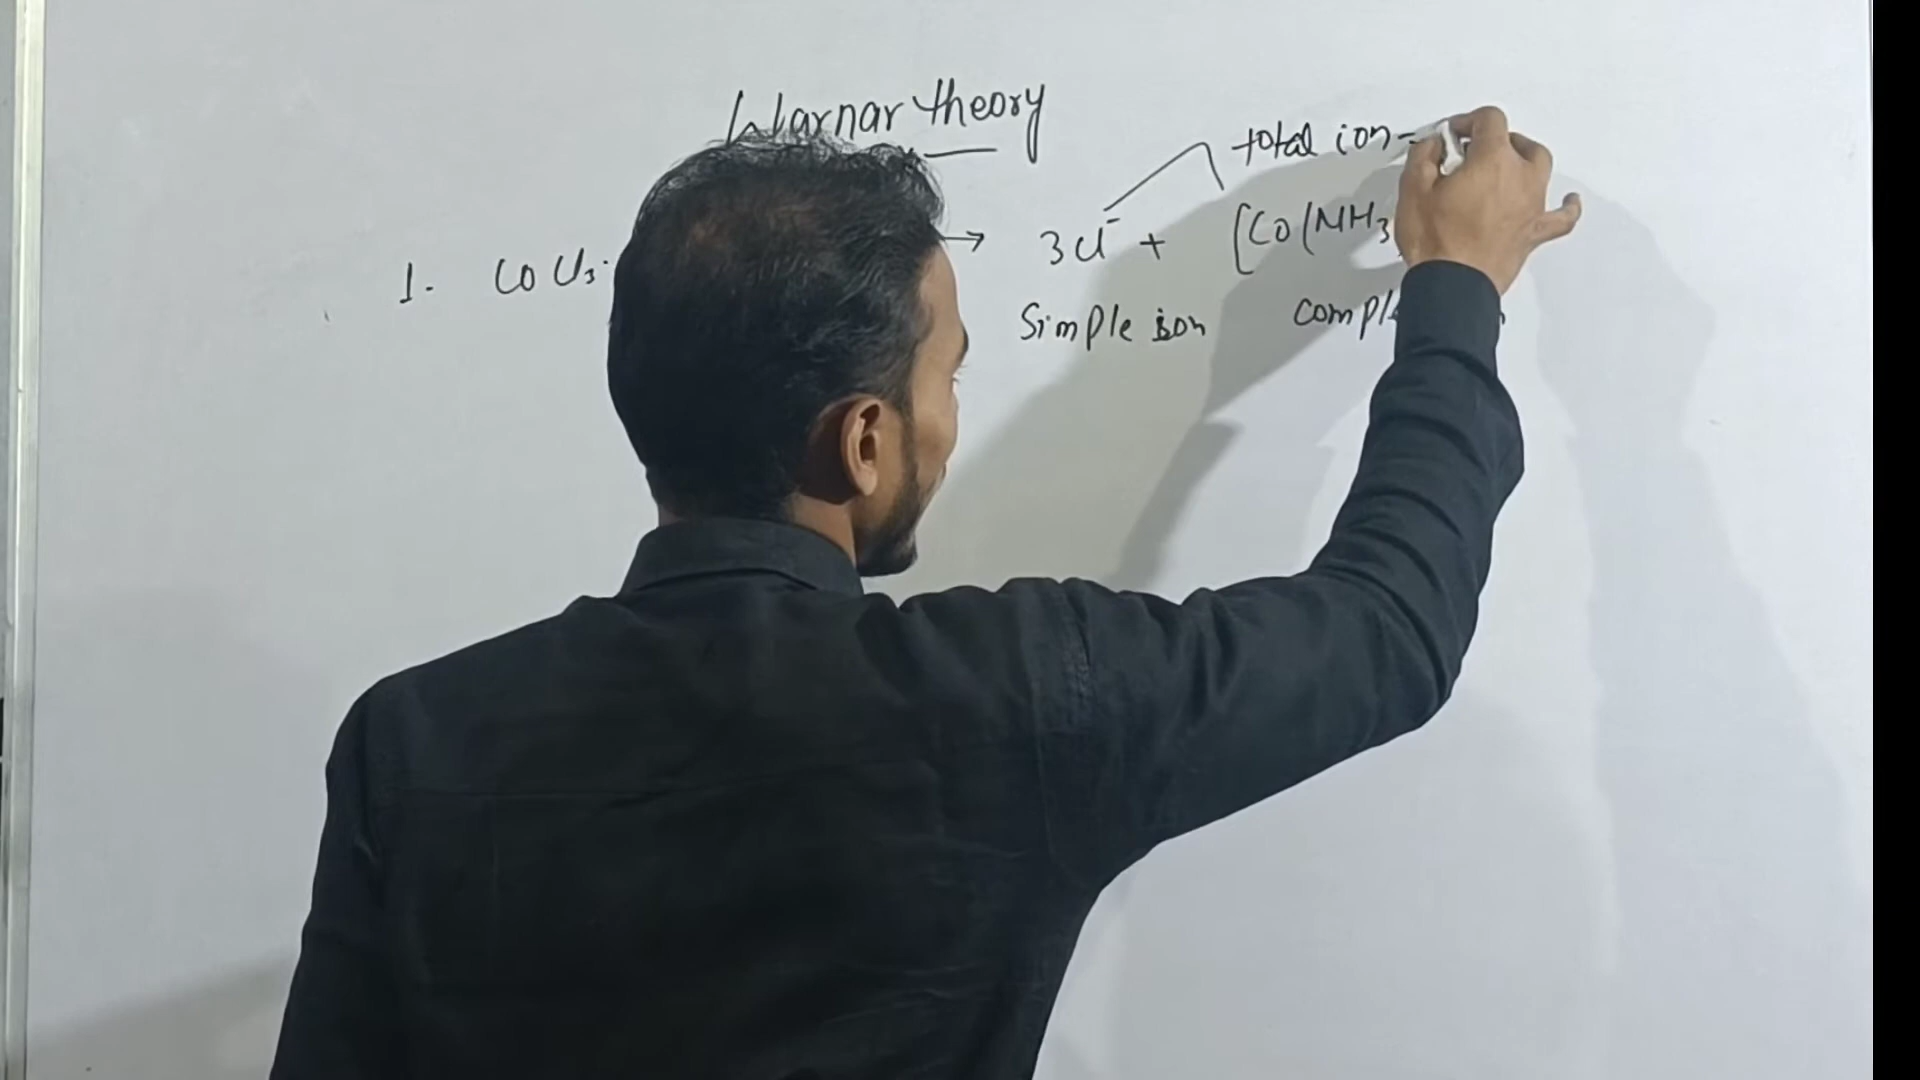 Warnar theory
total ion -
1. CoCl₃. → 3Cl⁻ + [Co(NH₃
Simple ion